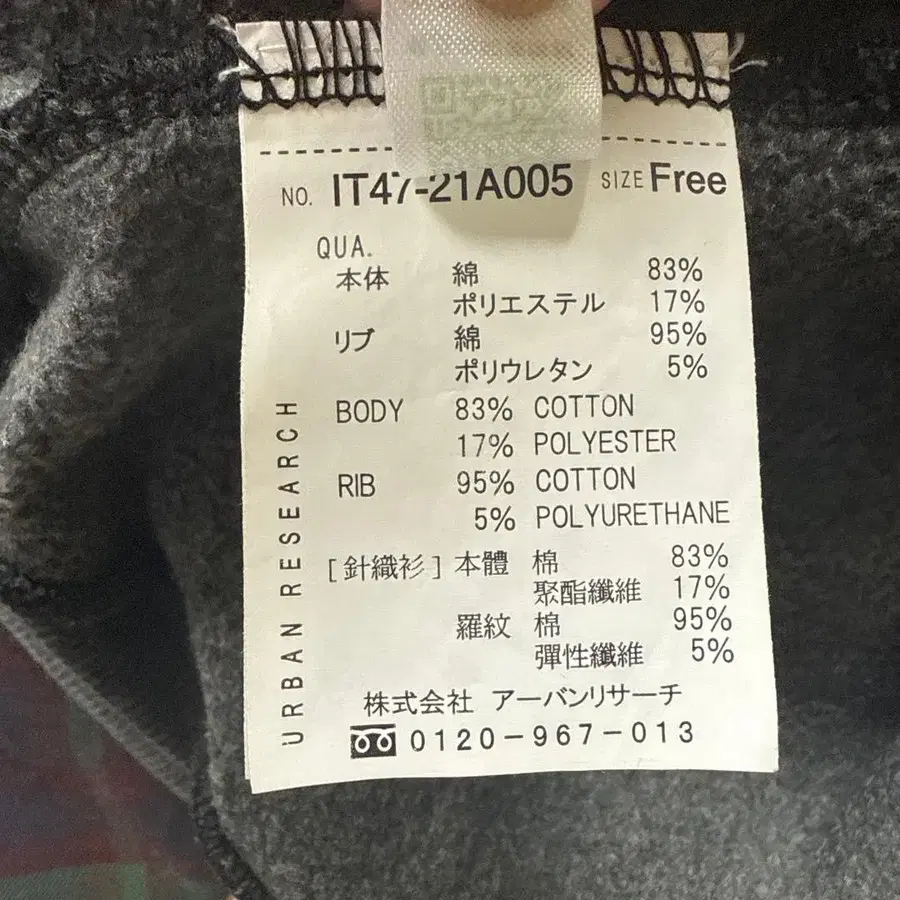 NO. IT47-21A005 SIZE Free
QUA.
本体 綿 83%
ポリエステル 17%
リブ 綿 95%
ポリウレタン 5%
BODY 83% COTTON
17% POLYESTER
RIB 95% COTTON
5% POLYURETHANE
[針織衫] 本體 棉 83%
聚酯纖維 17%
羅紋 棉 95%
彈性纖維 5%
URBAN RESEARCH
株式会社 アーバンリサーチ
0120-967-013